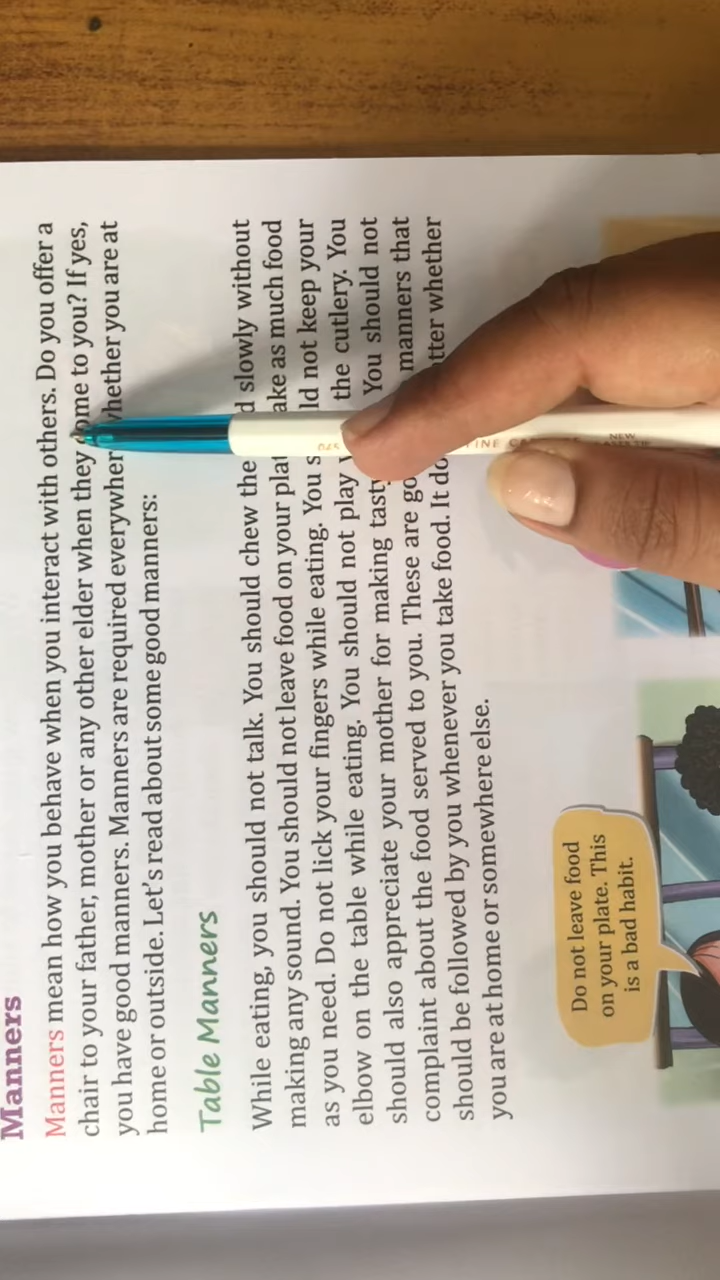 Manners
Manners mean how you behave when you interact with others. Do you offer a
chair to your father, mother or any other elder when they come to you? If yes,
you have good manners. Manners are required everywhere whether you are at
home or outside. Let's read about some good manners:
Table Manners
While eating, you should not talk. You should chew the slowly without
making any sound. You should not leave food on your plat ake as much food
as you need. Do not lick your fingers while eating. You s ld not keep your
elbow on the table while eating. You should not play the cutlery. You
should also appreciate your mother for making tasty You should not
complaint about the food served to you. These are go manners that
should be followed by you whenever you take food. It do tter whether
you are at home or somewhere else.
Do not leave food
on your plate. This
is a bad habit.
FINE
NEW